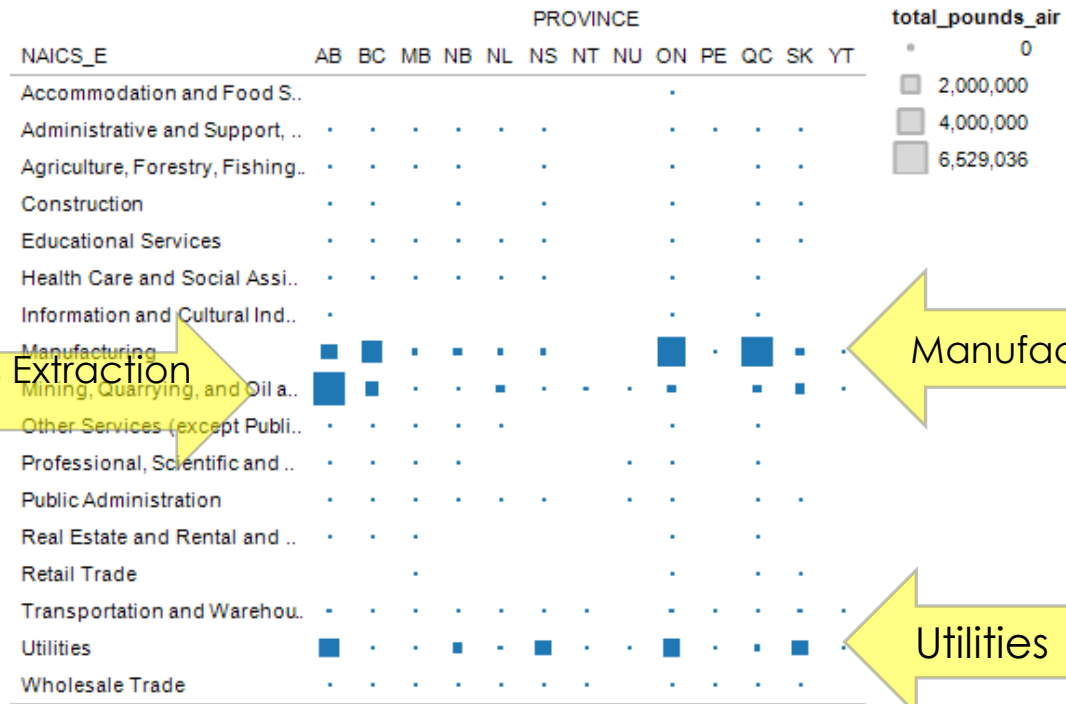 PROVINCE
NAICS_E AB BC MB NB NL NS NT NU ON PE QC SK YT
Accommodation and Food S..
Administrative and Support, ..
Agriculture, Forestry, Fishing..
Construction
Educational Services
Health Care and Social Assi..
Information and Cultural Ind..
Manufacturing
Mining, Quarrying, and Oil a..
Other Services (except Publi..
Professional, Scientific and ..
Public Administration
Real Estate and Rental and ..
Retail Trade
Transportation and Warehou..
Utilities
Wholesale Trade
total_pounds_air
0
2,000,000
4,000,000
6,529,036
Extraction
Manufac
Utilities